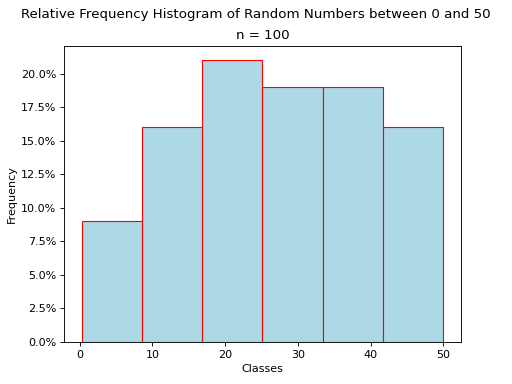 Relative Frequency Histogram of Random Numbers between 0 and 50
n = 100
20.0%
17.5%
15.0%
12.5%
10.0%
7.5%
5.0%
2.5%
0.0%
Frequency
0 10 20 30 40 50
Classes